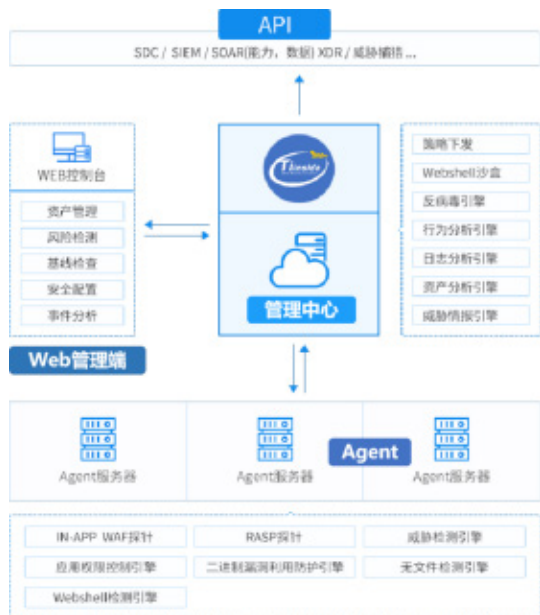 API
SDC / SIEM / SOAR(能力，数据) XDR / 威胁捕猎 ...
WEB控制台
资产管理
风险检测
基线检查
安全配置
事件分析
Web管理端
管理中心
策略下发
Webshell沙盒
反病毒引擎
行为分析引擎
日志分析引擎
资产分析引擎
威胁情报引擎
Agent
Agent服务器
Agent服务器
Agent服务器
IN-APP WAF探针
RASP探针
威胁检测引擎
应用权限控制引擎
二进制漏洞利用防护引擎
无文件检测引擎
Webshell检测引擎